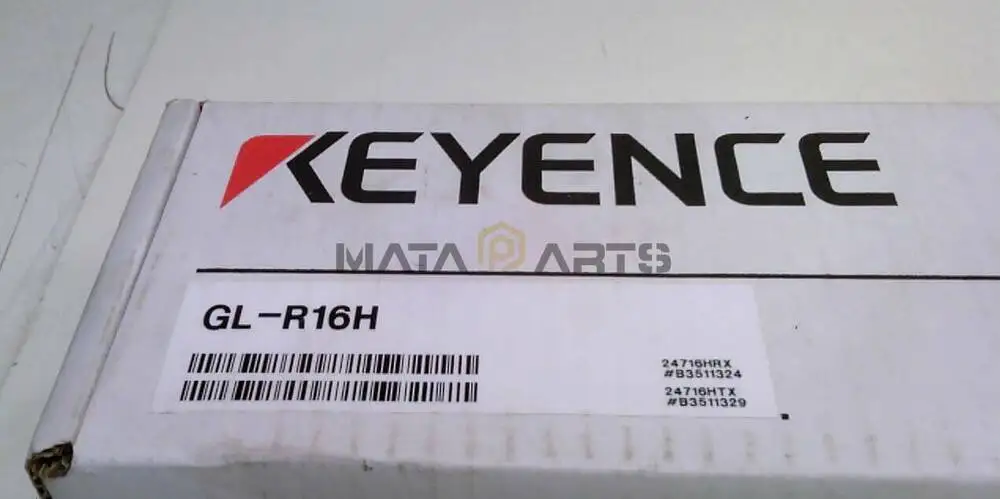 KEYENCE
MATA PARTS
GL-R16H
24716HRX
#B3511324
24716HTX
#B3511329